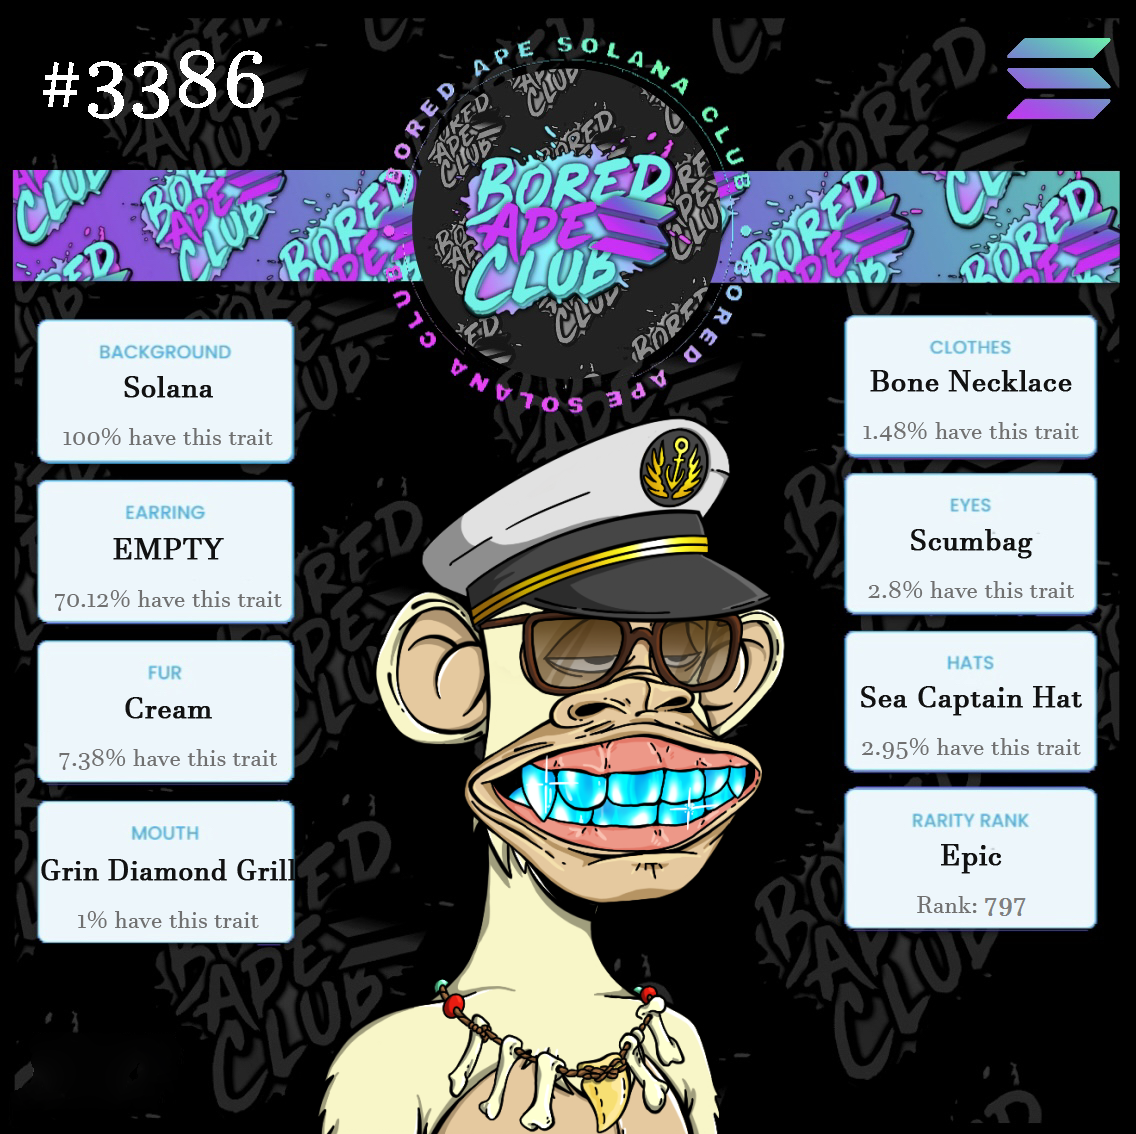 #3386
BORED APE SOLANA CLUB
BORED
APE
CLUB
BORED APE SOLANA CLUB
BACKGROUND
Solana
100% have this trait
EARRING
EMPTY
70.12% have this trait
FUR
Cream
7.38% have this trait
MOUTH
Grin Diamond Grill
1% have this trait
CLOTHES
Bone Necklace
1.48% have this trait
EYES
Scumbag
2.8% have this trait
HATS
Sea Captain Hat
2.95% have this trait
RARITY RANK
Epic
Rank: 797